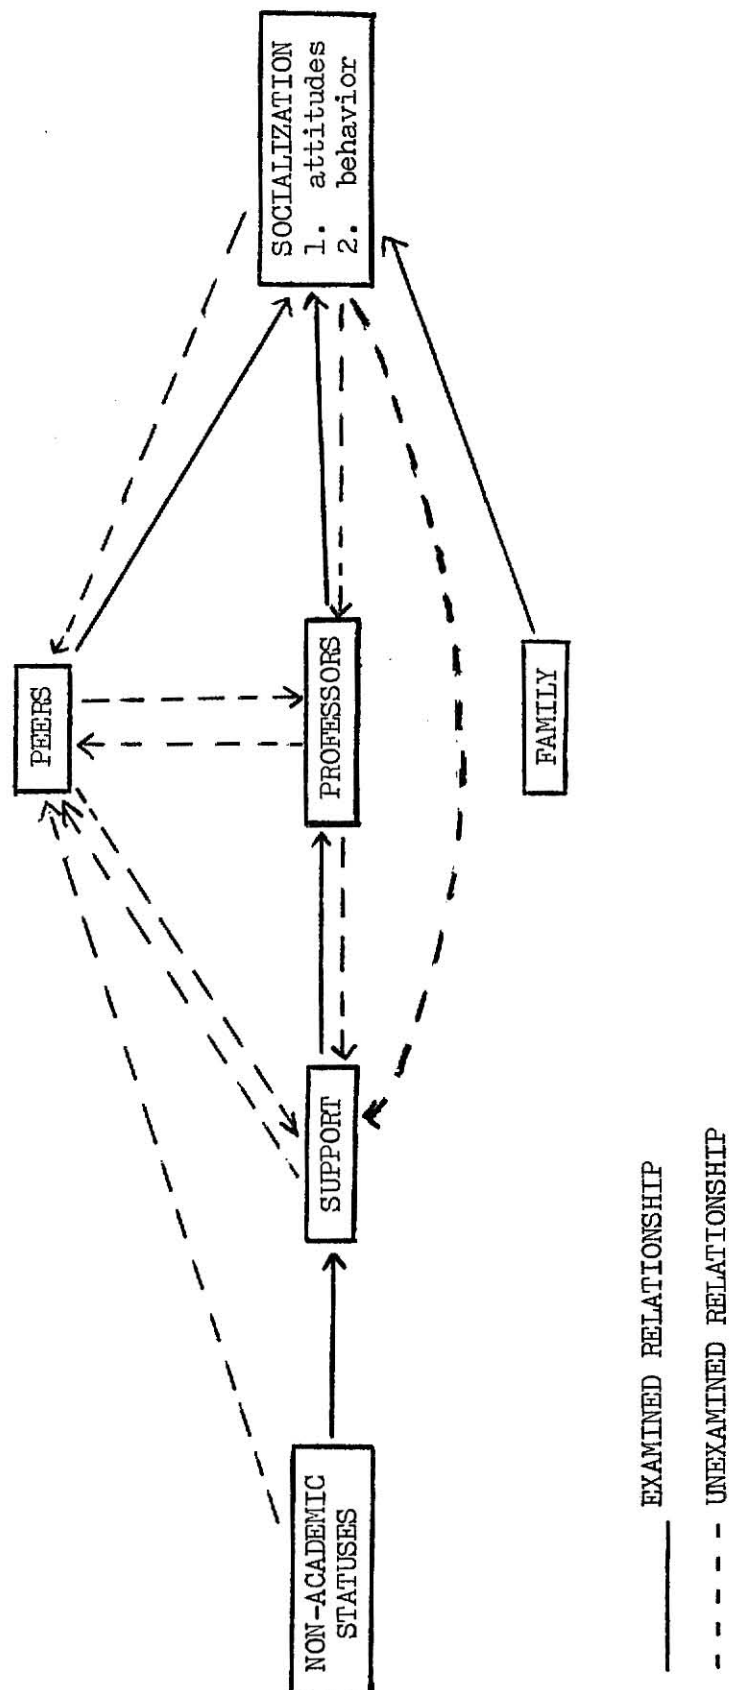 PEERS
SOCIALIZATION
1. attitudes
2. behavior
NON-ACADEMIC
STATUSES
SUPPORT
PROFESSORS
FAMILY
EXAMINED RELATIONSHIP
UNEXAMINED RELATIONSHIP